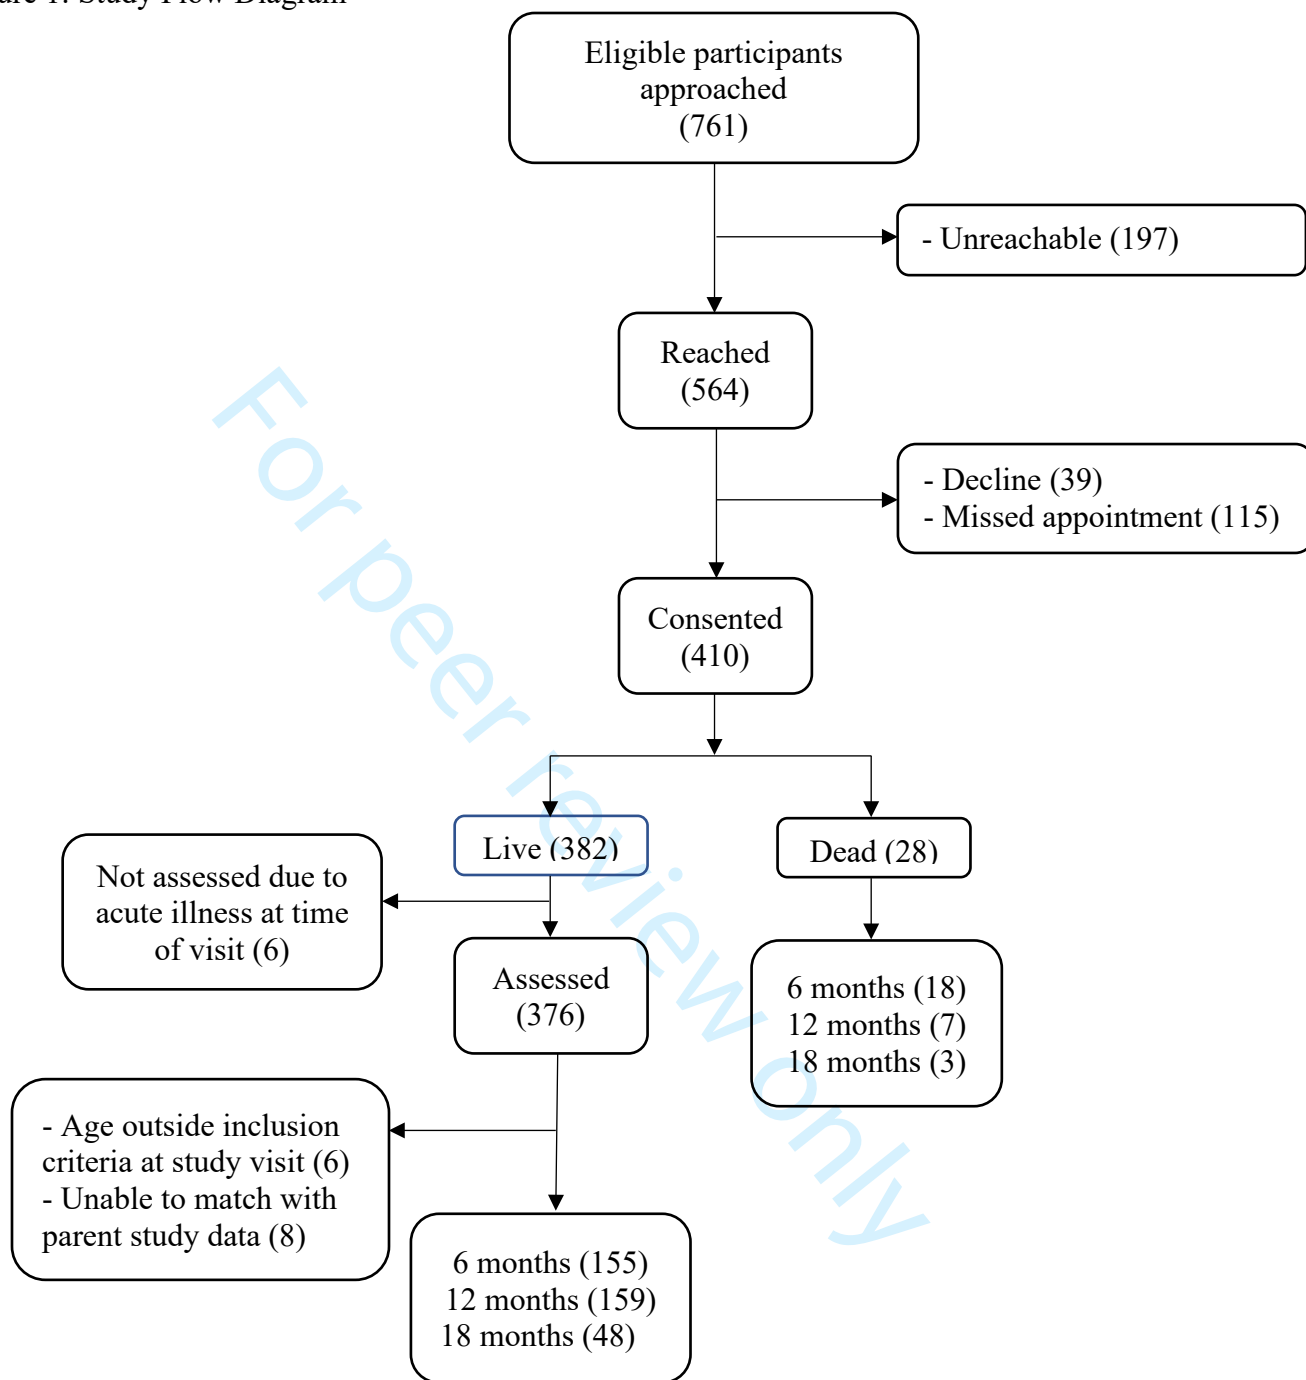 Study Flow Diagram
Eligible participants
approached
(761)
- Unreachable (197)
Reached
(564)
- Decline (39)
- Missed appointment (115)
Consented
(410)
Live (382)
Dead (28)
Not assessed due to
acute illness at time
of visit (6)
Assessed
(376)
6 months (18)
12 months (7)
18 months (3)
- Age outside inclusion
criteria at study visit (6)
- Unable to match with
parent study data (8)
6 months (155)
12 months (159)
18 months (48)
For peer review only